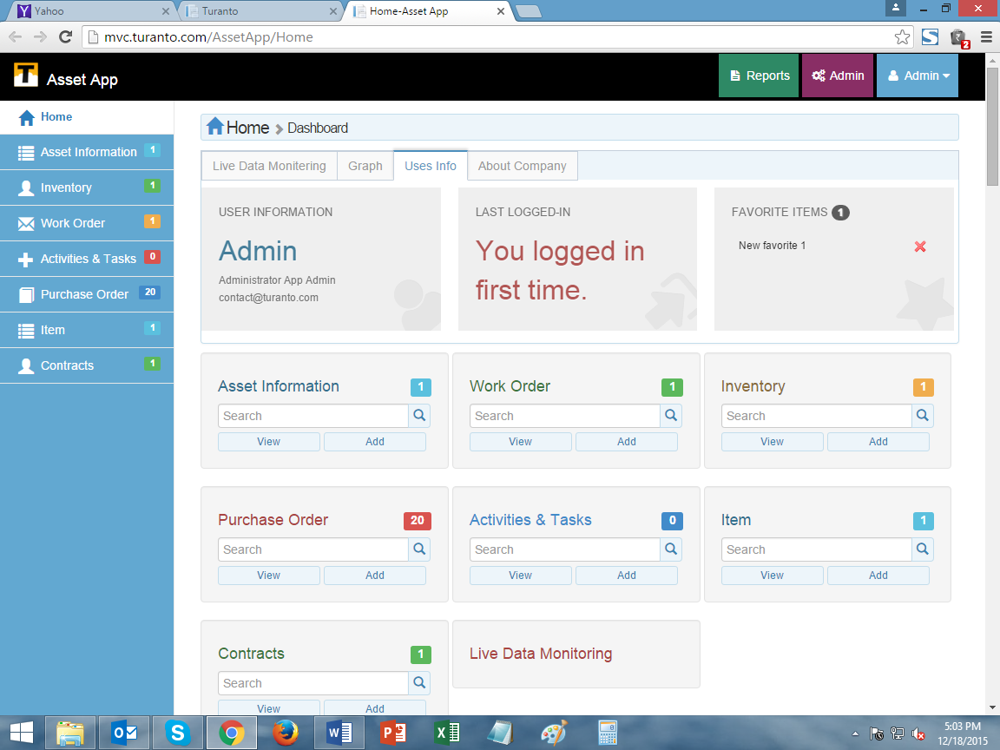 Yahoo
Turanto
Home-Asset App
mvc.turanto.com/AssetApp/Home
2
Asset App
Reports
Admin
Admin
Home
Asset Information 1
Inventory 1
Work Order 1
Activities & Tasks 0
Purchase Order 20
Item 1
Contracts 1
Home Dashboard
Live Data Monitering
Graph
Uses Info
About Company
USER INFORMATION
Admin
Administrator App Admin
contact@turanto.com
LAST LOGGED-IN
You logged in
first time.
FAVORITE ITEMS 1
New favorite 1
Asset Information 1
Search
View Add
Work Order 1
Search
View Add
Inventory 1
Search
View Add
Purchase Order 20
Search
View Add
Activities & Tasks 0
Search
View Add
Item 1
Search
View Add
Contracts 1
Search
View Add
Live Data Monitoring
5:03 PM
12/18/2015